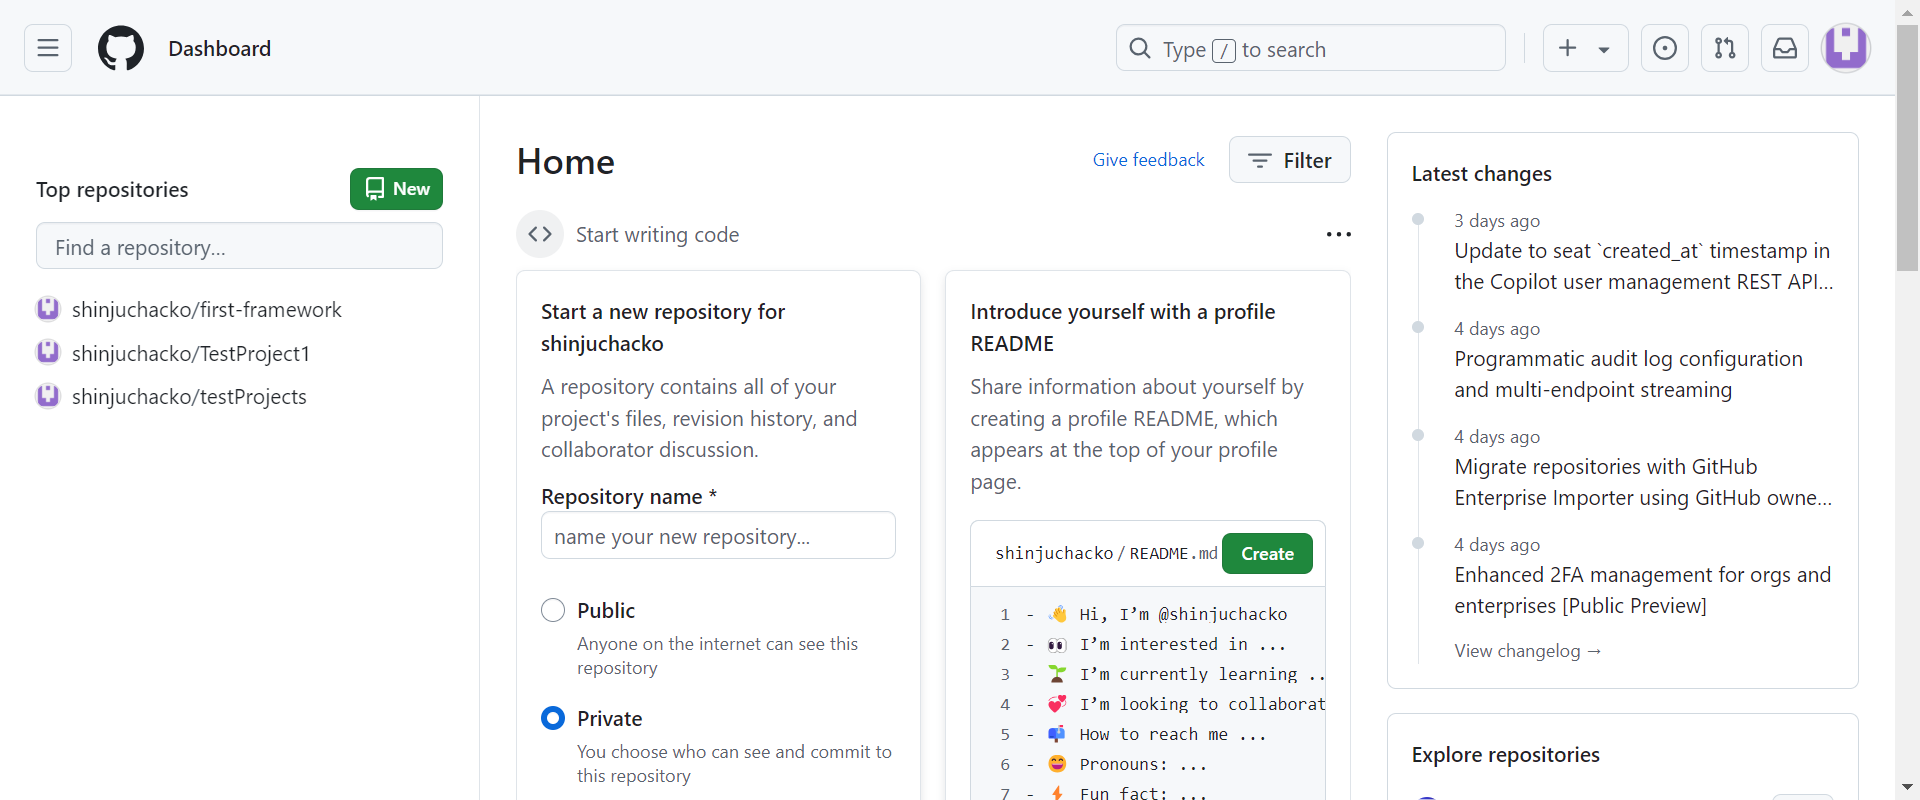 Dashboard
Type / to search
Top repositories
New
Find a repository...
shinjuchacko/first-framework
shinjuchacko/TestProject1
shinjuchacko/testProjects
Home
Give feedback
Filter
Start writing code
Start a new repository for
shinjuchacko
A repository contains all of your
project's files, revision history, and
collaborator discussion.
Repository name *
name your new repository...
Public
Anyone on the internet can see this
repository
Private
You choose who can see and commit to
this repository
Introduce yourself with a profile
README
Share information about yourself by
creating a profile README, which
appears at the top of your profile
page.
shinjuchacko / README.md
Create
1 - 👋 Hi, I’m @shinjuchacko
2 - 👀 I’m interested in ...
3 - 🌱 I’m currently learning ..
4 - 💞️ I’m looking to collaborat
5 - 📫 How to reach me ...
6 - 😄 Pronouns: ...
7 - ⚡ Fun fact: ...
Latest changes
3 days ago
Update to seat `created_at` timestamp in
the Copilot user management REST API...
4 days ago
Programmatic audit log configuration
and multi-endpoint streaming
4 days ago
Migrate repositories with GitHub
Enterprise Importer using GitHub owne...
4 days ago
Enhanced 2FA management for orgs and
enterprises [Public Preview]
View changelog →
Explore repositories